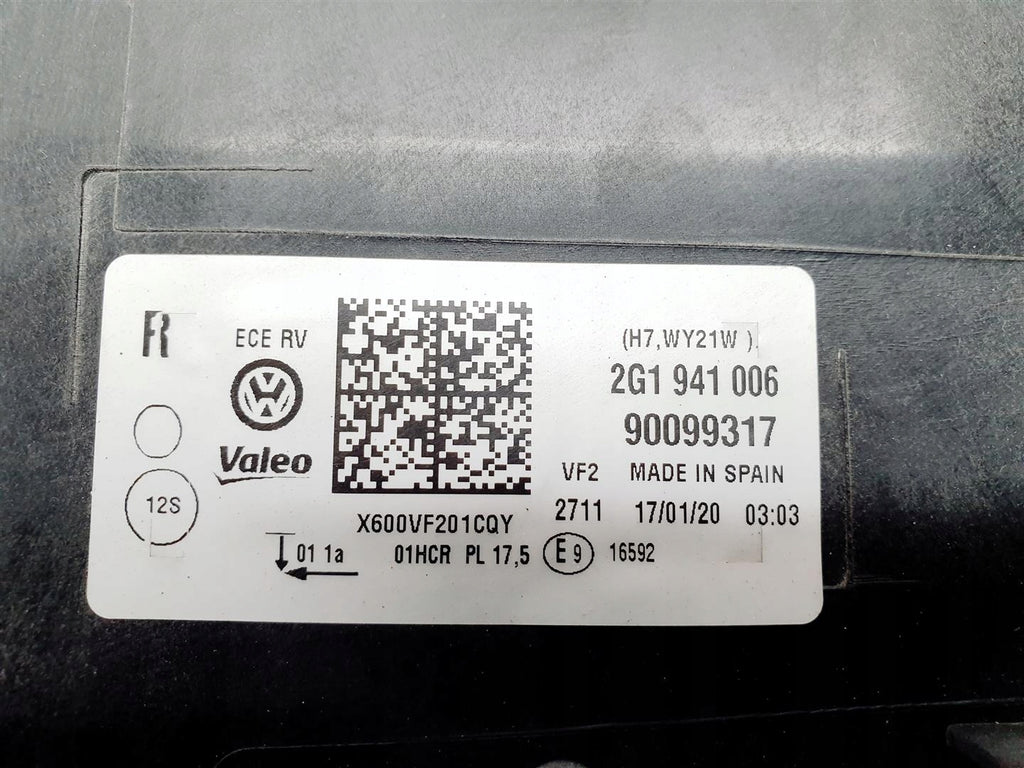 R
ECE RV
Valeo
12S
(H7,WY21W )
2G1 941 006
90099317
VF2 MADE IN SPAIN
2711 17/01/20 03:03
X600VF201CQY
01 1a 01HCR PL 17,5 E9 16592